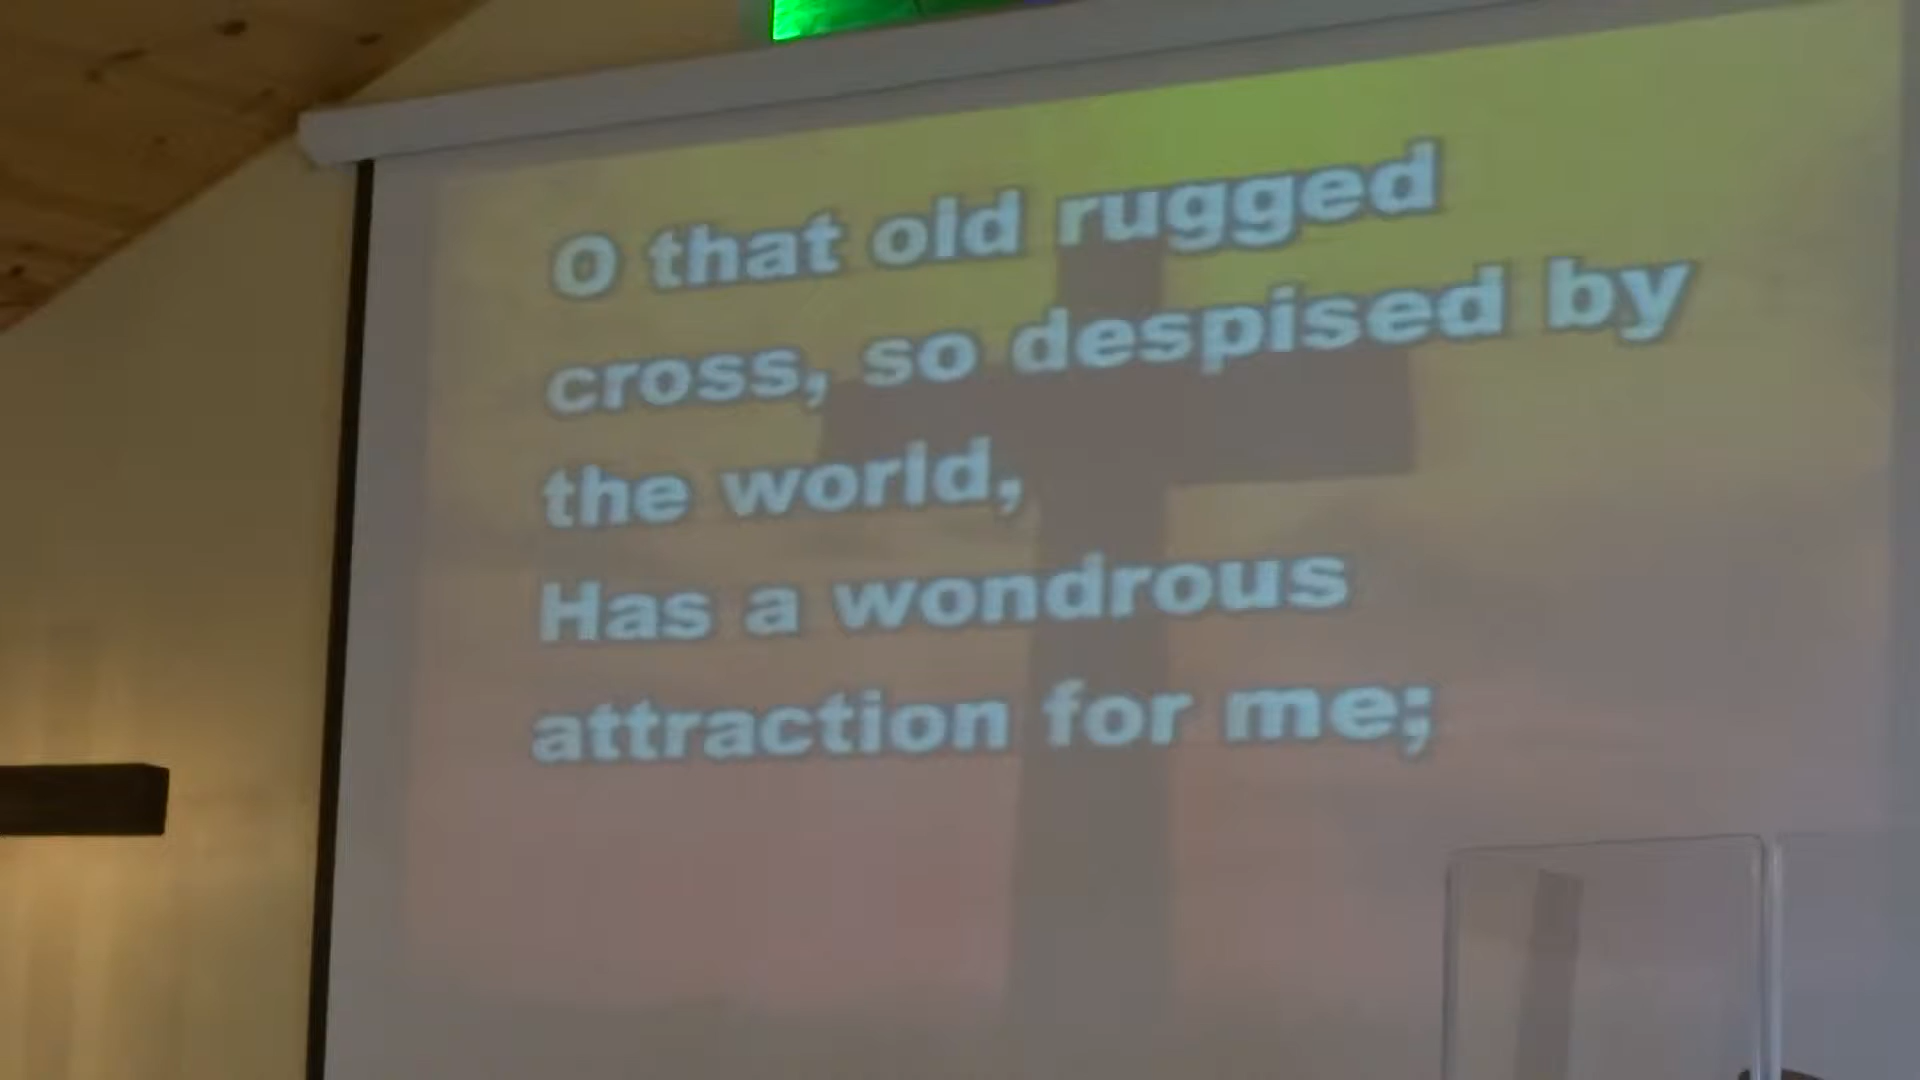 O that old rugged
cross, so despised by
the world,
Has a wondrous
attraction for me;